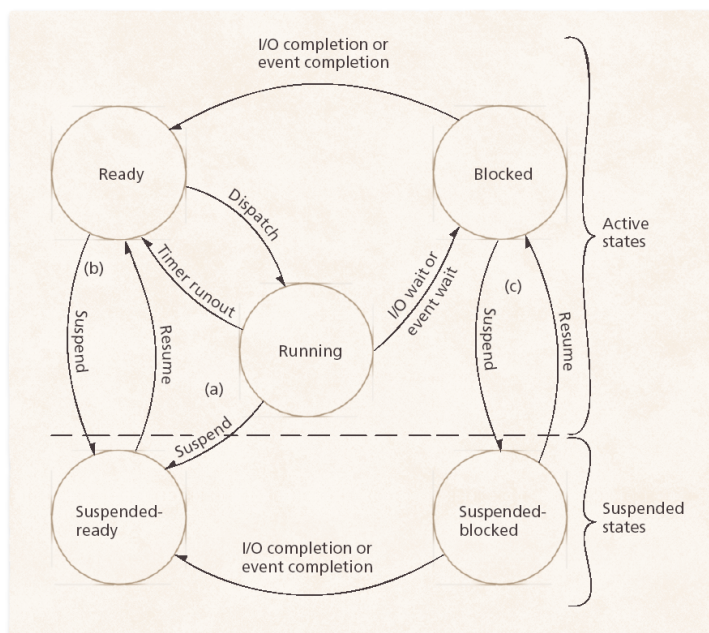 I/O completion or
event completion
Ready
Blocked
Dispatch
Active
states
(b)
Timer runout
I/O wait or
event wait
(c)
Suspend
Resume
Running
Suspend
Resume
(a)
Suspend
Suspended-
ready
Suspended-
blocked
Suspended
states
I/O completion or
event completion